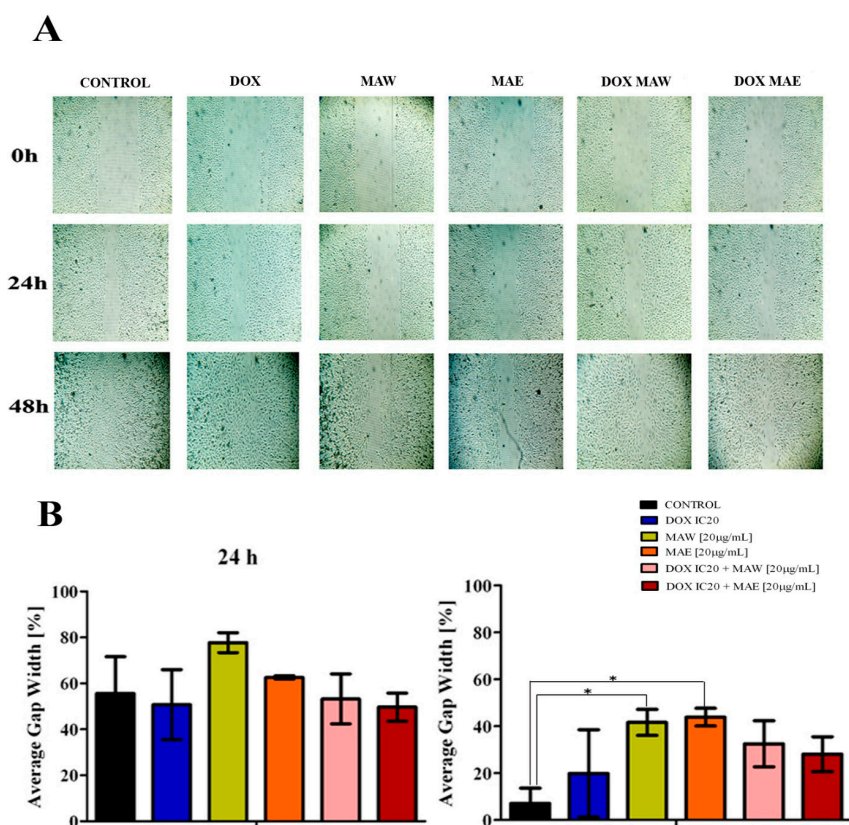 A
CONTROL DOX MAW MAE DOX MAW DOX MAE
0h
24h
48h
B
CONTROL
DOX IC20
MAW [20µg/mL]
MAE [20µg/mL]
DOX IC20 + MAW [20µg/mL]
DOX IC20 + MAE [20µg/mL]
24 h
Average Gap Width [%]
100
80
60
40
20
0
Average Gap Width [%]
100
80
60
40
20
0
*
*